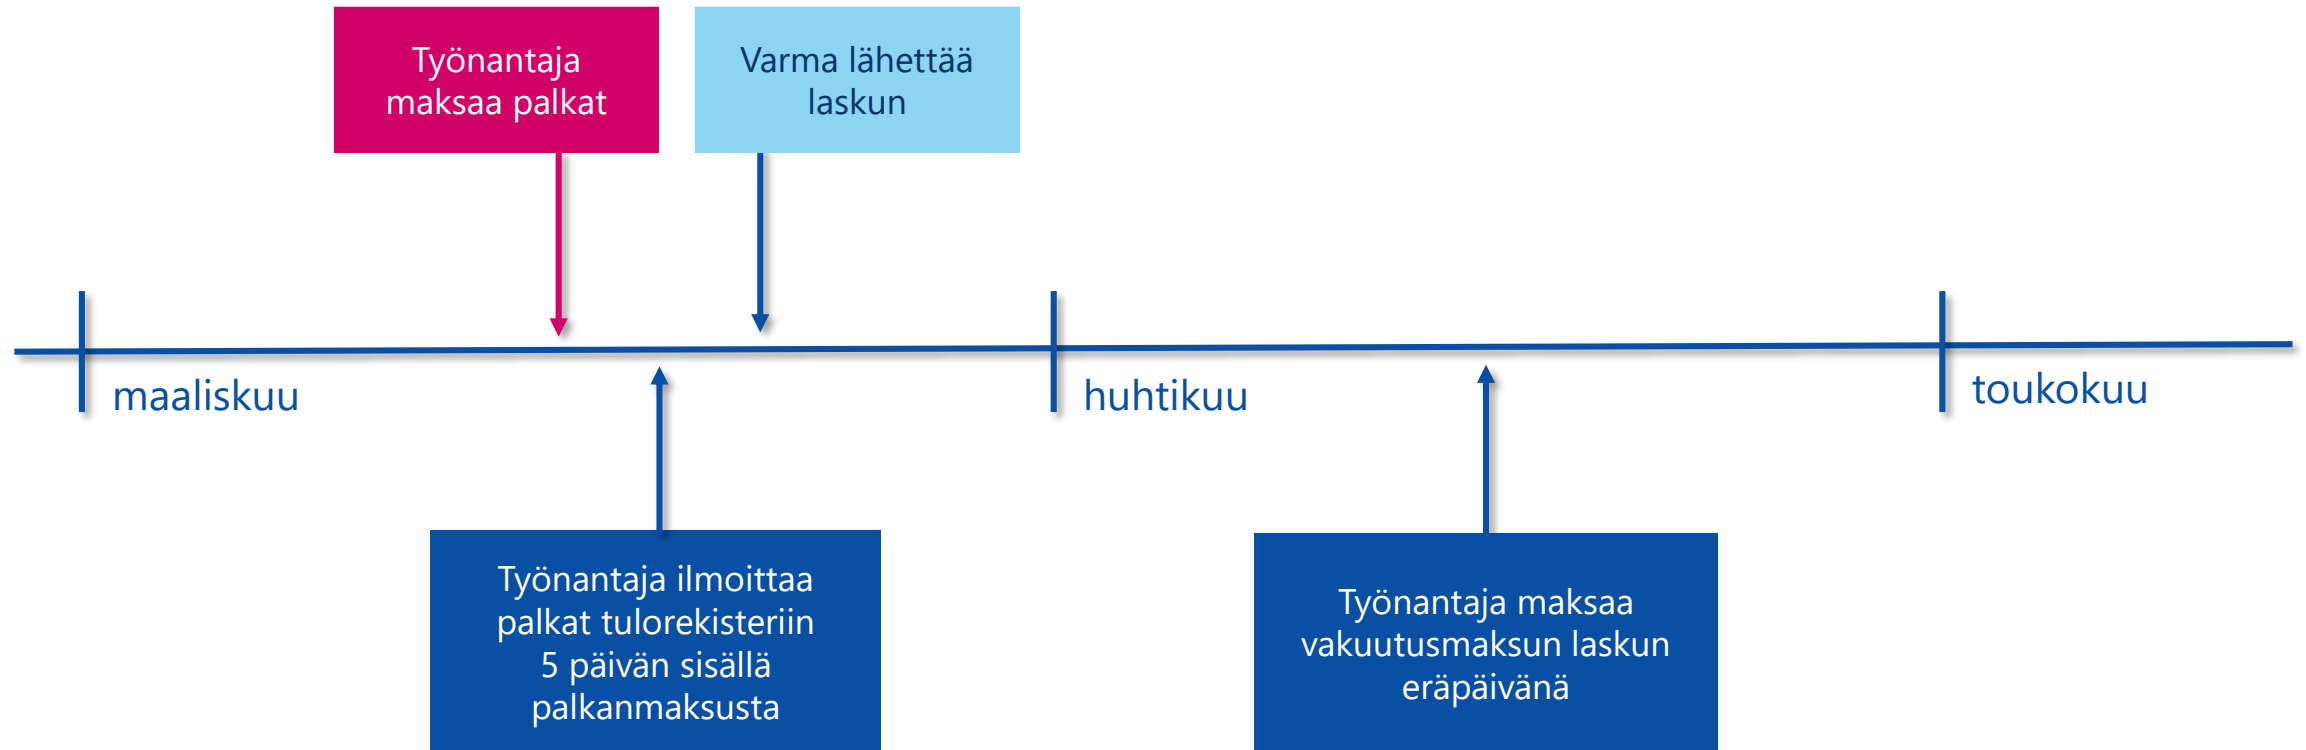 Työnantaja
maksaa palkat
Varma lähettää
laskun
maaliskuu
huhtikuu
toukokuu
Työnantaja ilmoittaa
palkat tulorekisteriin
5 päivän sisällä
palkanmaksusta
Työnantaja maksaa
vakuutusmaksun laskun
eräpäivänä